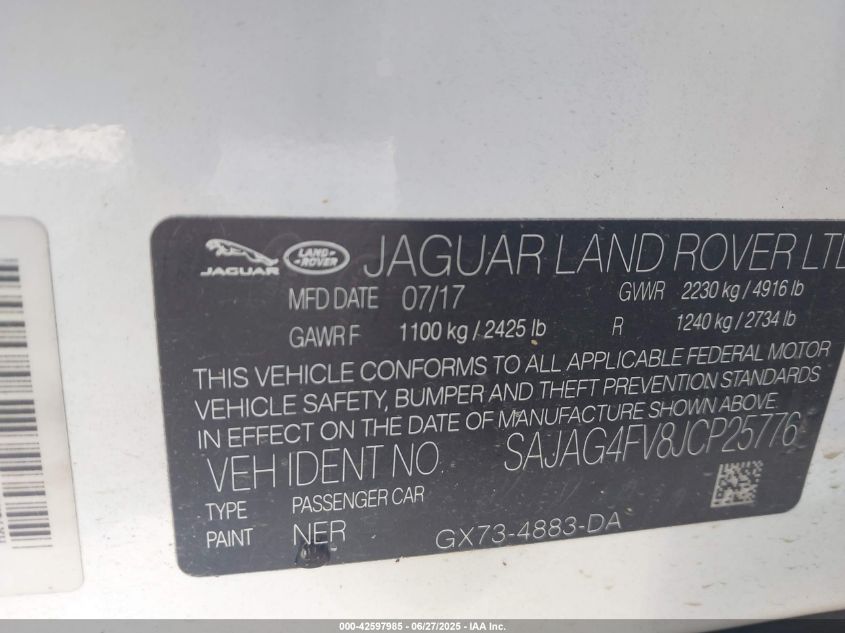 JAGUAR LAND ROVER JAGUAR LAND ROVER LTD
MFD DATE 07/17 GVWR 2230 kg / 4916 lb
GAWR F 1100 kg / 2425 lb R 1240 kg / 2734 lb
THIS VEHICLE CONFORMS TO ALL APPLICABLE FEDERAL MOTOR
VEHICLE SAFETY, BUMPER AND THEFT PREVENTION STANDARDS
IN EFFECT ON THE DATE OF MANUFACTURE SHOWN ABOVE
VEH IDENT NO. SAJAG4FV8JCP25776
TYPE PASSENGER CAR
PAINT NER GX73-4883-DA
000-42597985 | 06/27/2025 - IAA Inc.